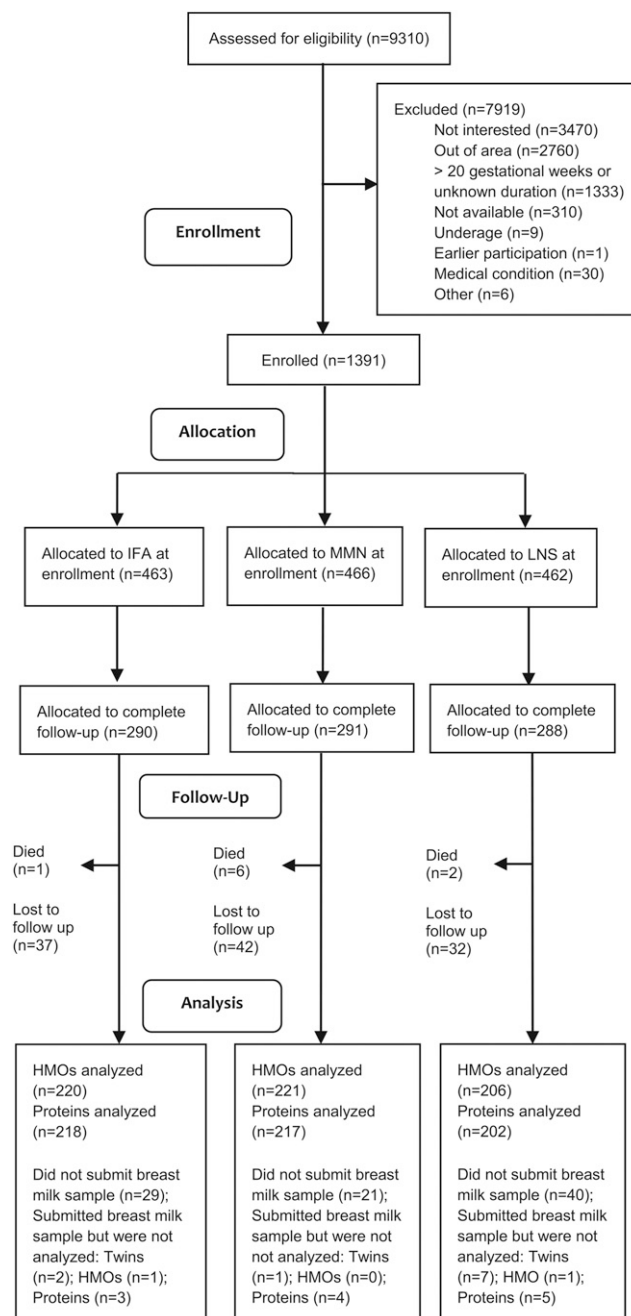 Assessed for eligibility (n=9310)
Excluded (n=7919)
Not interested (n=3470)
Out of area (n=2760)
> 20 gestational weeks or
unknown duration (n=1333)
Not available (n=310)
Underage (n=9)
Earlier participation (n=1)
Medical condition (n=30)
Other (n=6)
Enrollment
Enrolled (n=1391)
Allocation
Allocated to IFA at
enrollment (n=463)
Allocated to MMN at
enrollment (n=466)
Allocated to LNS at
enrollment (n=462)
Allocated to complete
follow-up (n=290)
Allocated to complete
follow-up (n=291)
Allocated to complete
follow-up (n=288)
Follow-Up
Died
(n=1)
Lost to
follow up
(n=37)
Died
(n=6)
Lost to
follow up
(n=42)
Died
(n=2)
Lost to
follow up
(n=32)
Analysis
HMOs analyzed
(n=220)
Proteins analyzed
(n=218)
Did not submit breast
milk sample (n=29);
Submitted breast milk
sample but were not
analyzed: Twins
(n=2); HMOs (n=1);
Proteins (n=3)
HMOs analyzed
(n=221)
Proteins analyzed
(n=217)
Did not submit breast
milk sample (n=21);
Submitted breast milk
sample but were not
not analyzed: Twins
(n=1); HMOs (n=0);
Proteins (n=4)
HMOs analyzed
(n=206)
Proteins analyzed
(n=202)
Did not submit breast
milk sample (n=40);
Submitted breast milk
sample but were not
analyzed: Twins
(n=7); HMO (n=1);
Proteins (n=5)